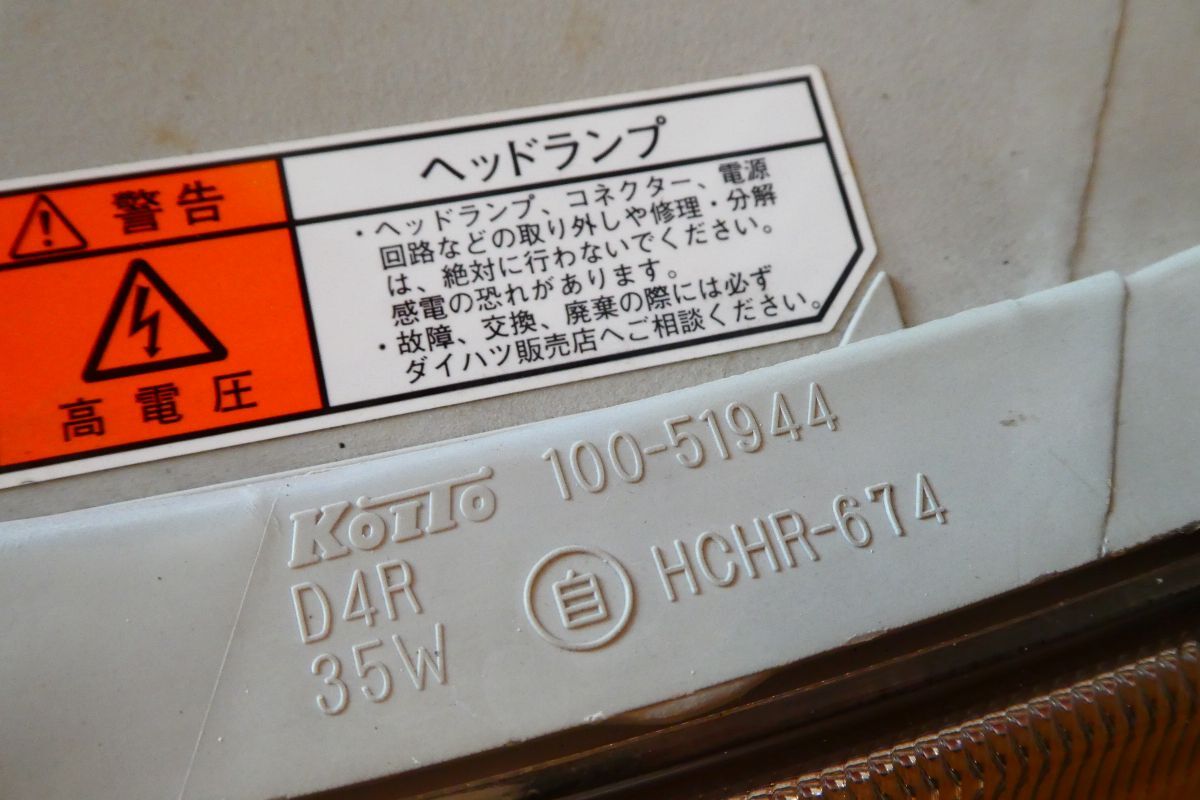 警告
高電圧
ヘッドランプ
・ヘッドランプ、コネクター、電源
回路などの取り外しや修理・分解
は、絶対に行わないでください。
感電の恐れがあります。
・故障、交換、廃棄の際には必ず
ダイハツ販売店へご相談ください。
KOITO 100-51944
D4R
自 HCHR-674
35W